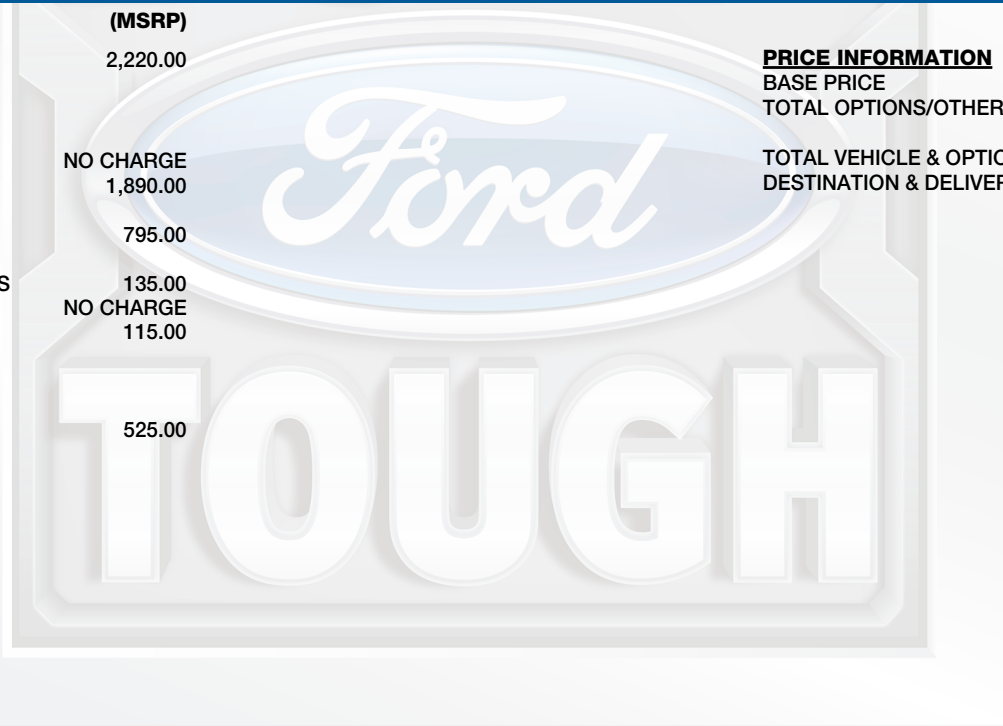 (MSRP)
2,220.00
NO CHARGE
1,890.00
795.00
S 135.00
NO CHARGE
115.00
525.00
PRICE INFORMATION
BASE PRICE
TOTAL OPTIONS/OTHER
TOTAL VEHICLE & OPTIO
DESTINATION & DELIVER
Ford
TOUGH